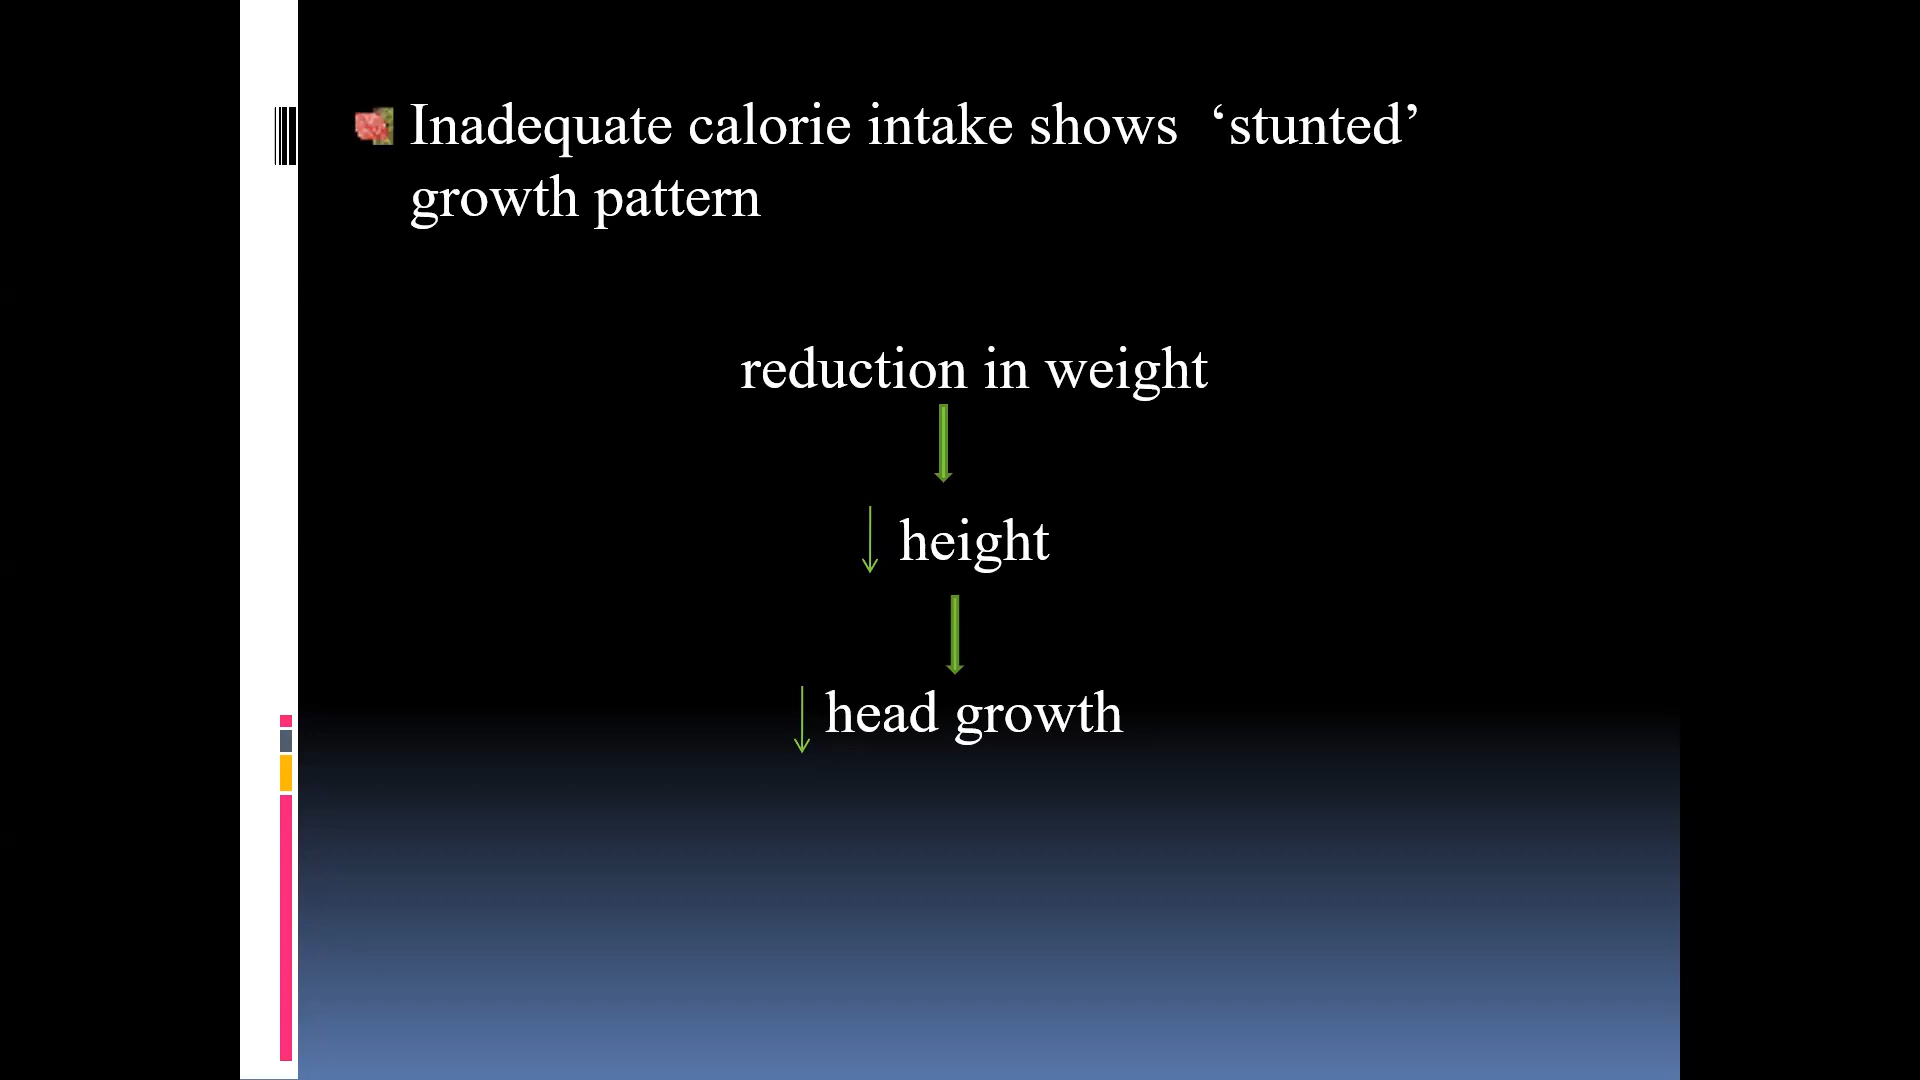 Inadequate calorie intake shows ‘stunted’
growth pattern
reduction in weight
↓ height
↓ head growth